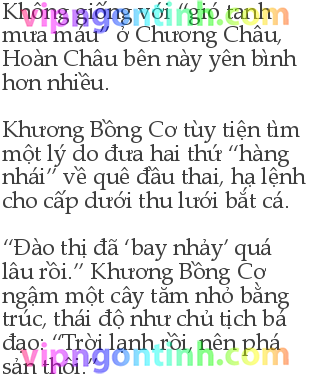 Không giống với “gió tanh
mưa máu” ở Chương Châu,
Hoàn Châu bên này yên bình
hơn nhiều.
Khương Bồng Cơ tùy tiện tìm
một lý do đưa hai thứ “hàng
nhái” về quê đầu thai, hạ lệnh
cho cấp dưới thu lưới bắt cá.
“Đào thị đã ‘bay nhảy’ quá
lâu rồi.” Khương Bồng Cơ
ngậm một cây tăm nhỏ bằng
trúc, thái độ như chủ tịch bá
đạo: “Trời lạnh rồi, nên phá
sản thôi.”
vipngontinh.com
vipngontinh.com